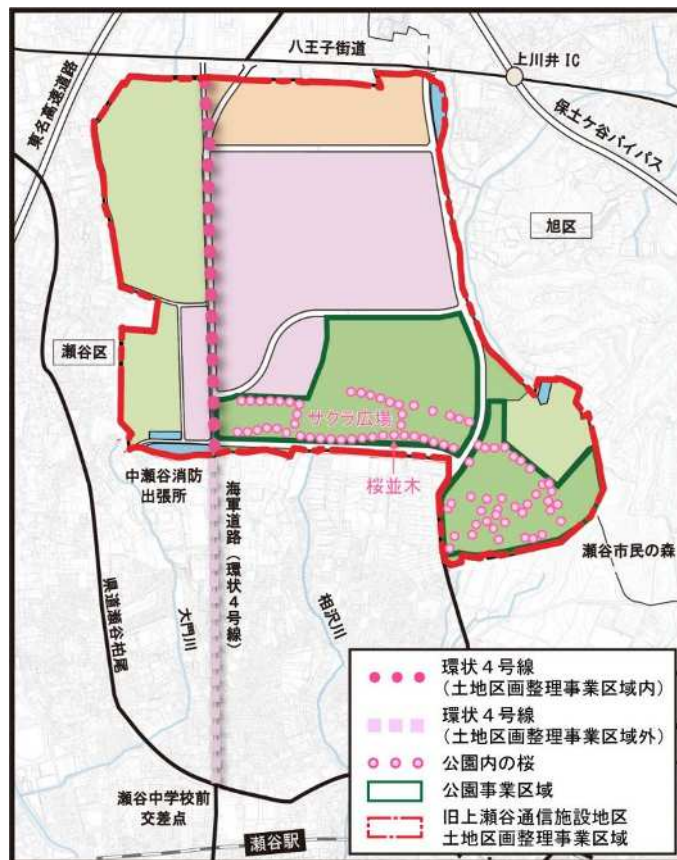 八王子街道
上川井 IC
東名高速道路
保土ケ谷バイパス
旭区
瀬谷区
サクラ広場
桜並木
中瀬谷消防
出張所
海軍道路(環状4号線)
瀬谷市民の森
県道瀬谷柏尾
大門川
相沢川
瀬谷中学校前
交差点
瀬谷駅
環状4号線
(土地区画整理事業区域内)
環状4号線
(土地区画整理事業区域外)
公園内の桜
公園事業区域
旧上瀬谷通信施設地区
土地区画整理事業区域